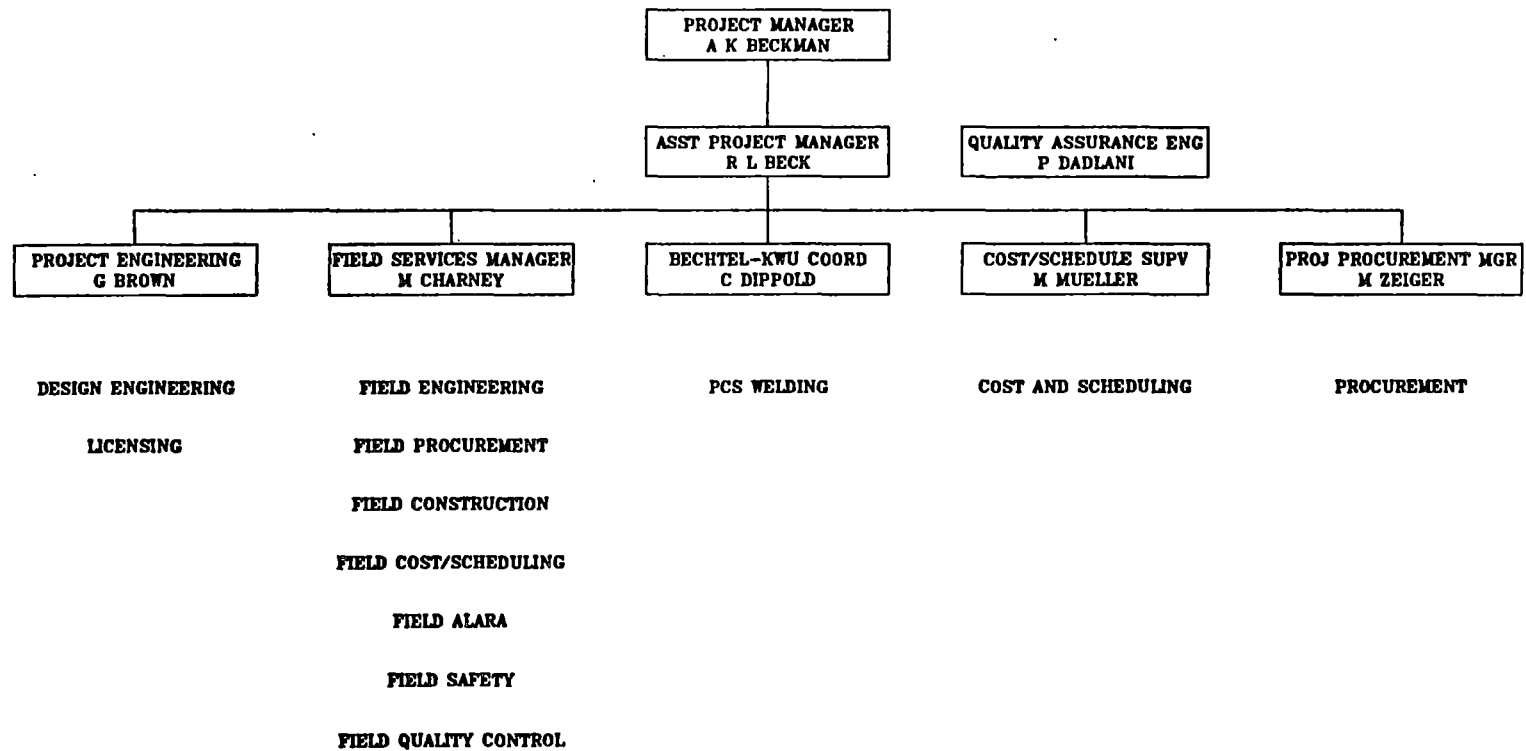 PROJECT MANAGER
A K BECKMAN
ASST PROJECT MANAGER
R L BECK
QUALITY ASSURANCE ENG
P DADLANI
PROJECT ENGINEERING
G BROWN
FIELD SERVICES MANAGER
M CHARNEY
BECHTEL-KWU COORD
C DIPPOLD
COST/SCHEDULE SUPV
M MUELLER
PROJ PROCUREMENT MGR
M ZEIGER
DESIGN ENGINEERING
LICENSING
FIELD ENGINEERING
FIELD PROCUREMENT
FIELD CONSTRUCTION
FIELD COST/SCHEDULING
FIELD ALARA
FIELD SAFETY
FIELD QUALITY CONTROL
PCS WELDING
COST AND SCHEDULING
PROCUREMENT